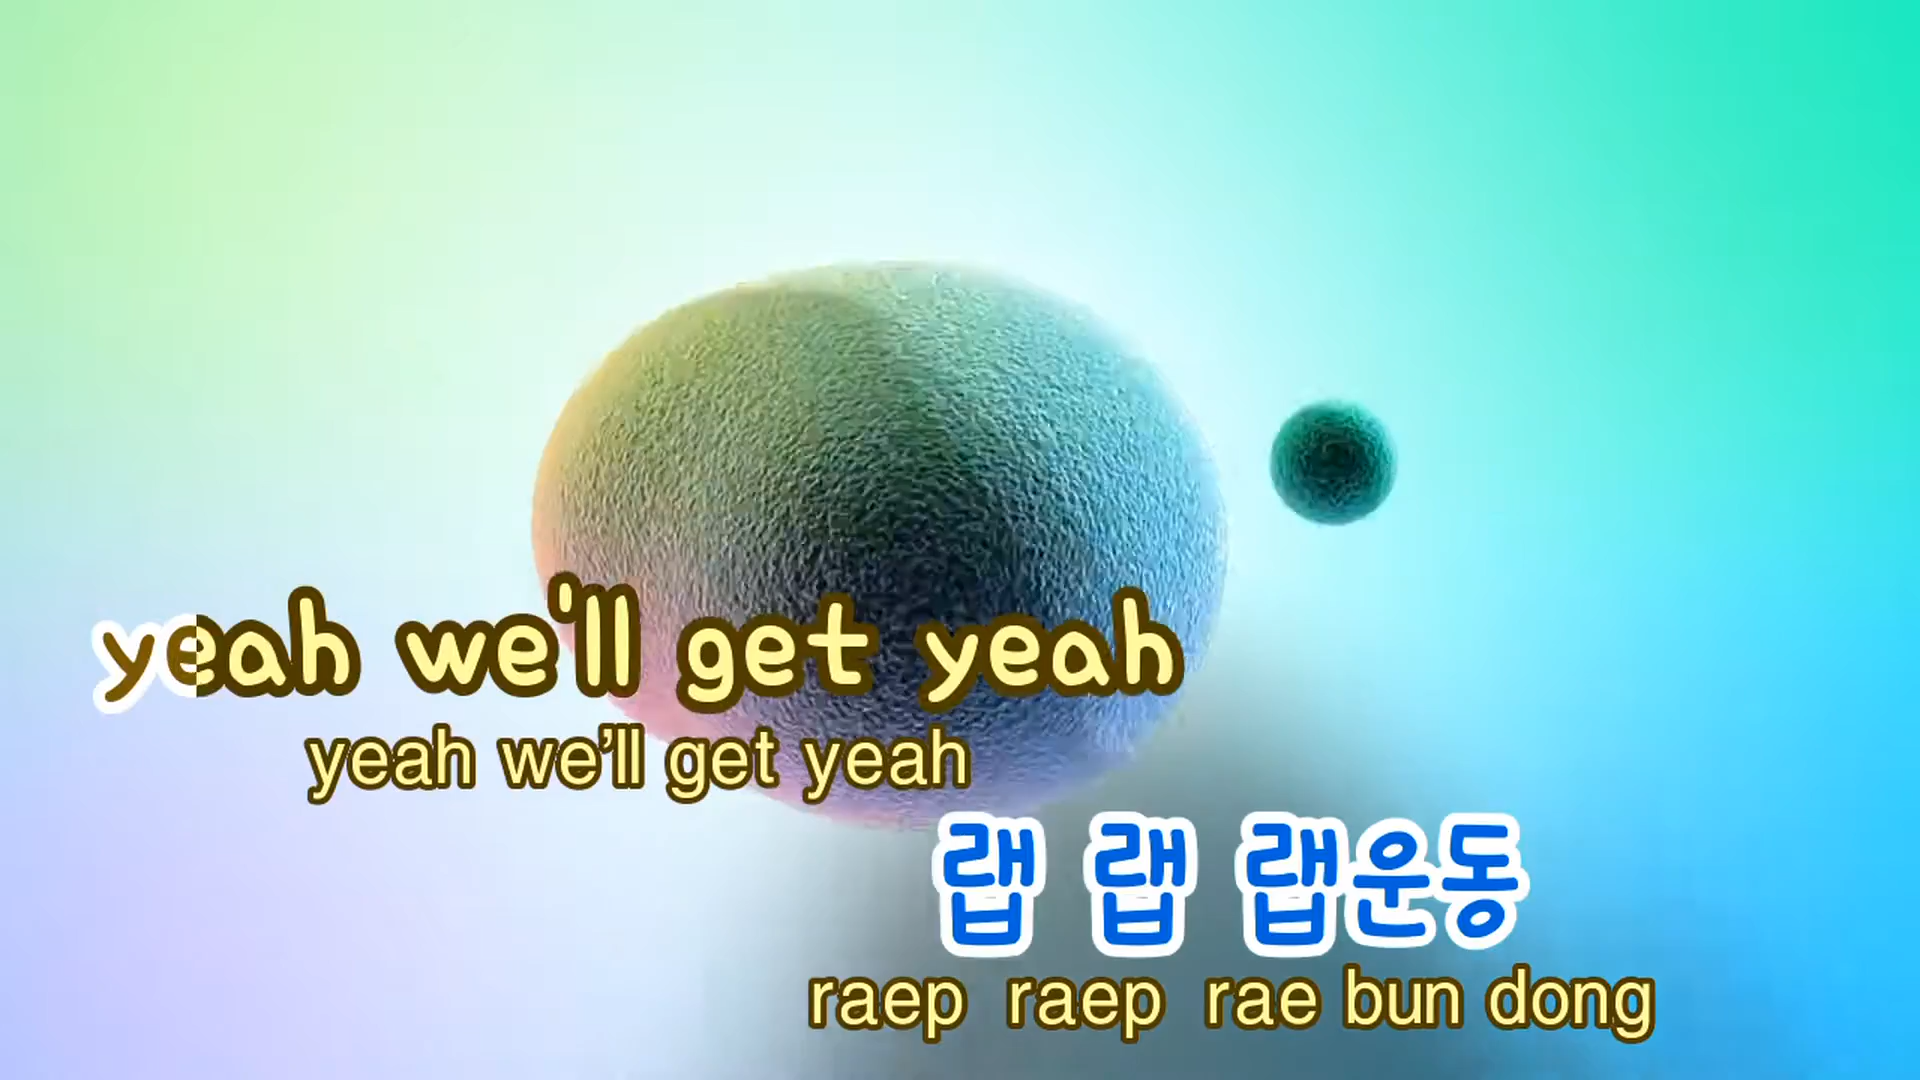 yeah we'll get yeah
yeah we’ll get yeah
랩 랩 랩운동
raep raep rae bun dong